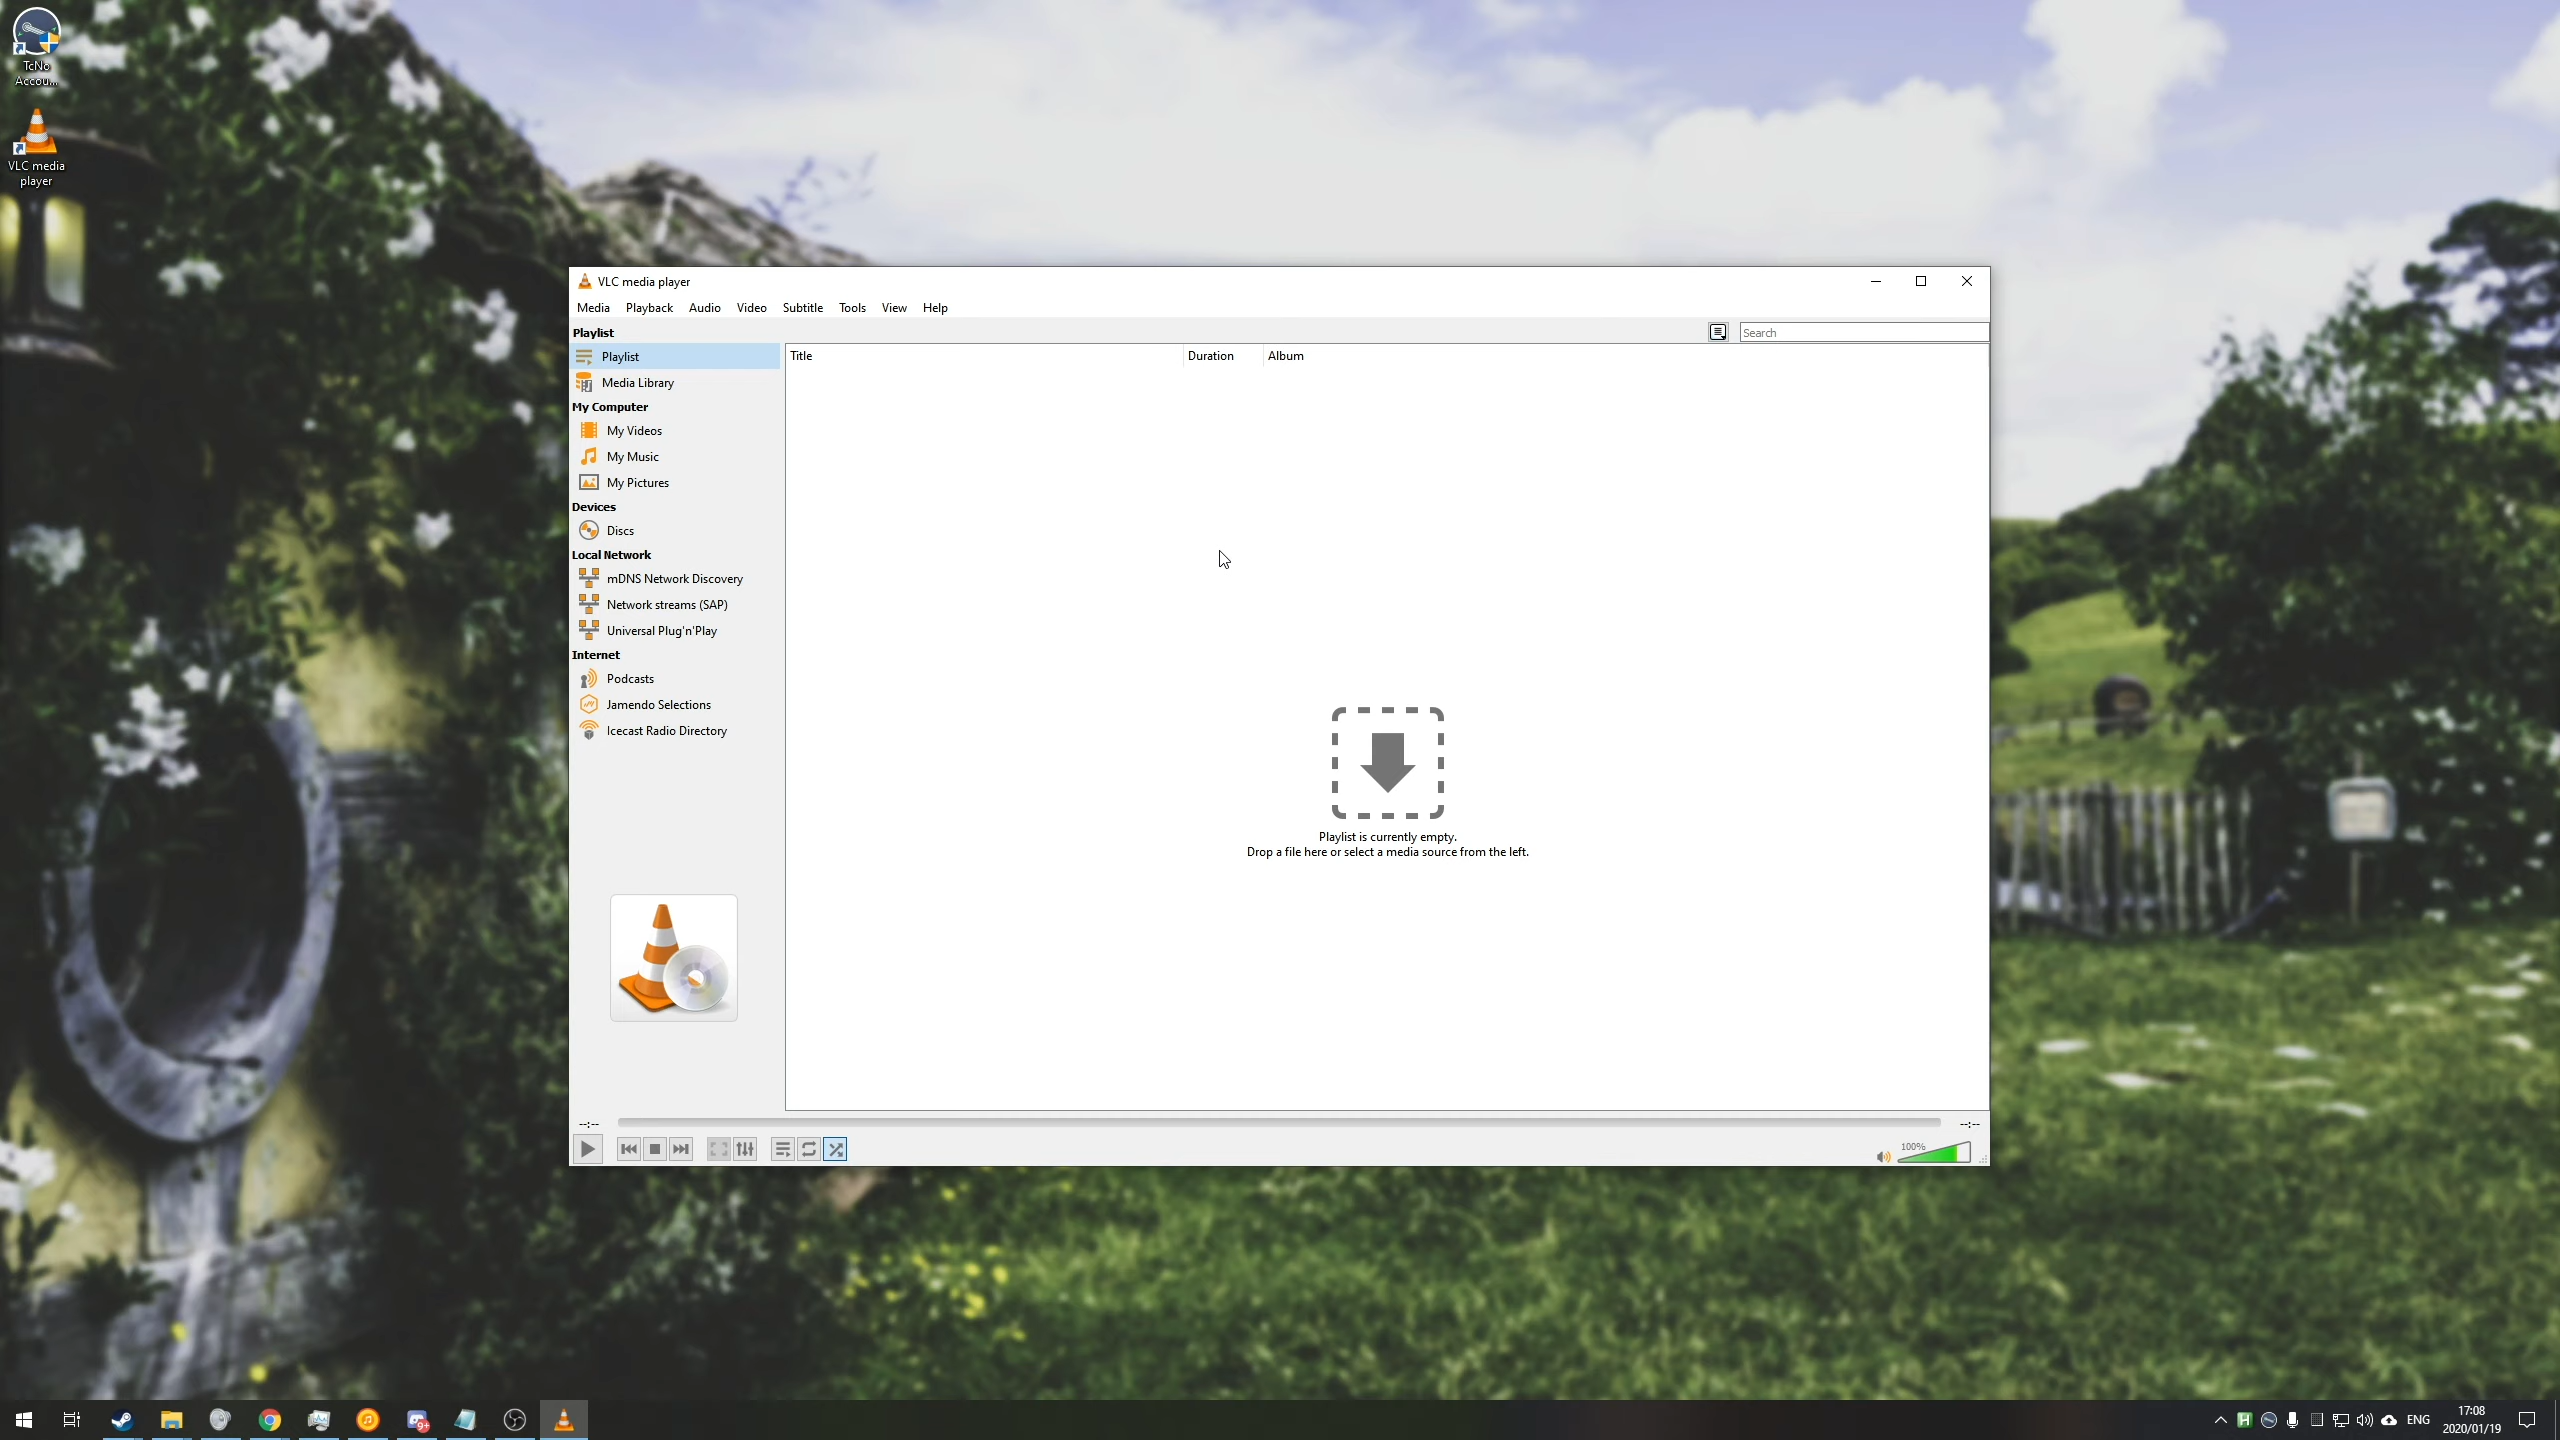 TcNo
Accou...
VLC media
player
VLC media player
Media Playback Audio Video Subtitle Tools View Help
Playlist
Search
Playlist
Title Duration Album
Media Library
My Computer
My Videos
My Music
My Pictures
Devices
Discs
Local Network
mDNS Network Discovery
Network streams (SAP)
Universal Plug'n'Play
Internet
Podcasts
Jamendo Selections
Icecast Radio Directory
Playlist is currently empty.
Drop a file here or select a media source from the left.
--:-- --:--
100%
9+
ENG
17:08
2020/01/19